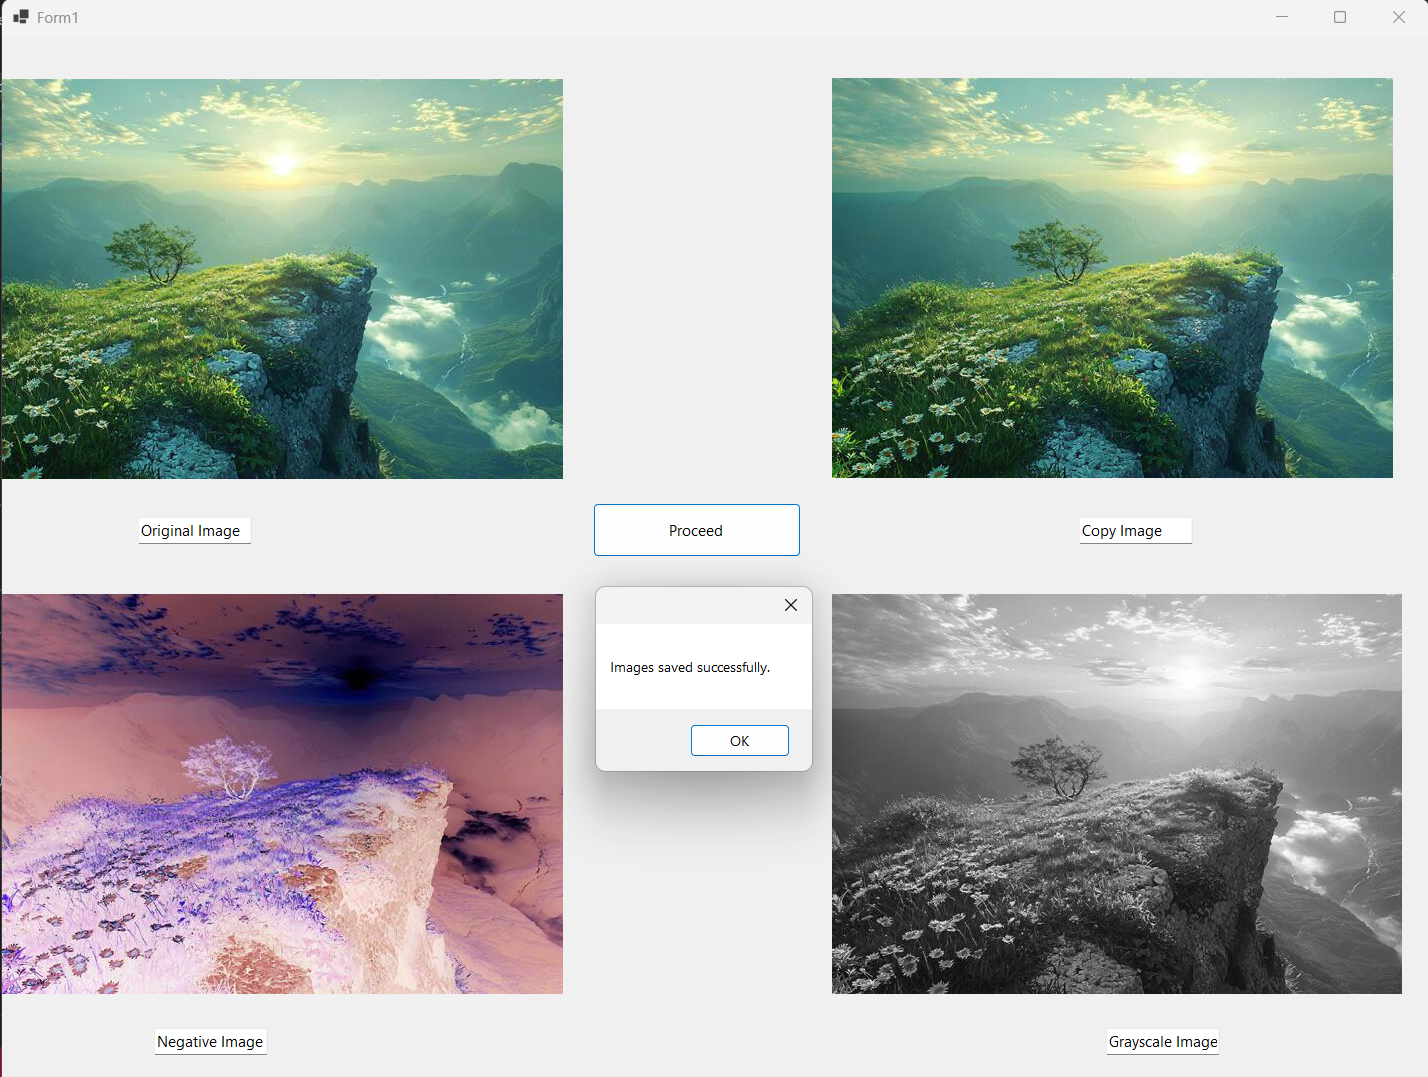 Form1
Original Image
Proceed
Copy Image
Images saved successfully.
OK
Negative Image
Grayscale Image